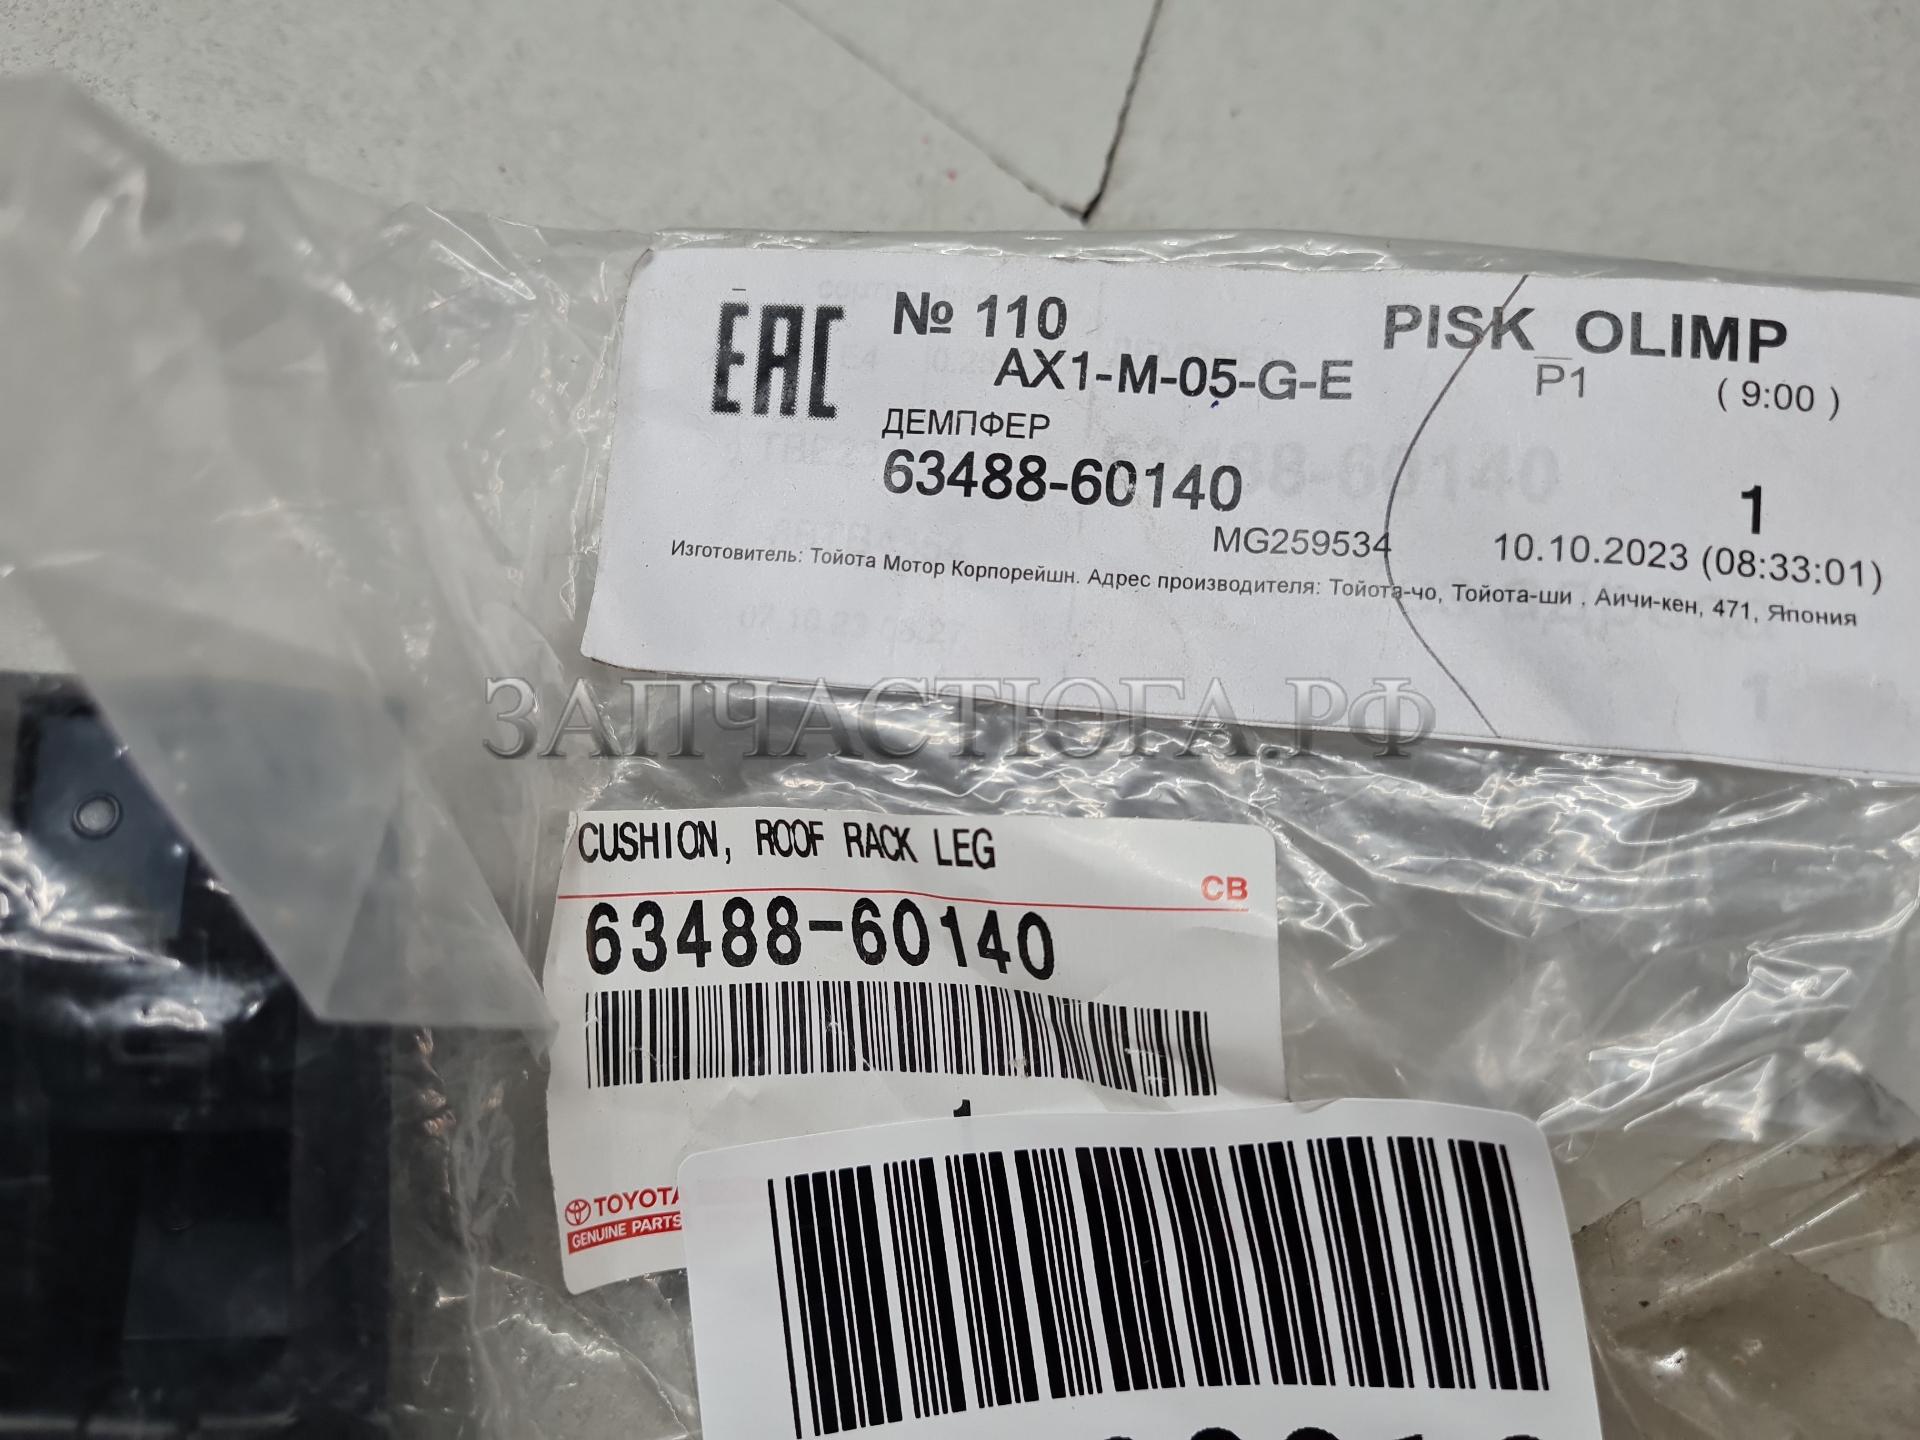 EAC
№ 110
PISK_OLIMP
AX1-M-05-G-E
P1
( 9:00 )
ДЕМПФЕР
63488-60140
1
MG259534
10.10.2023 (08:33:01)
Изготовитель: Тойота Мотор Корпорейшн. Адрес производителя: Тойота-чо, Тойота-ши , Аичи-кен, 471, Япония
ЗАПЧАСТЮГА.РФ
CUSHION, ROOF RACK LEG
CB
63488-60140
1
TOYOTA
GENUINE PARTS